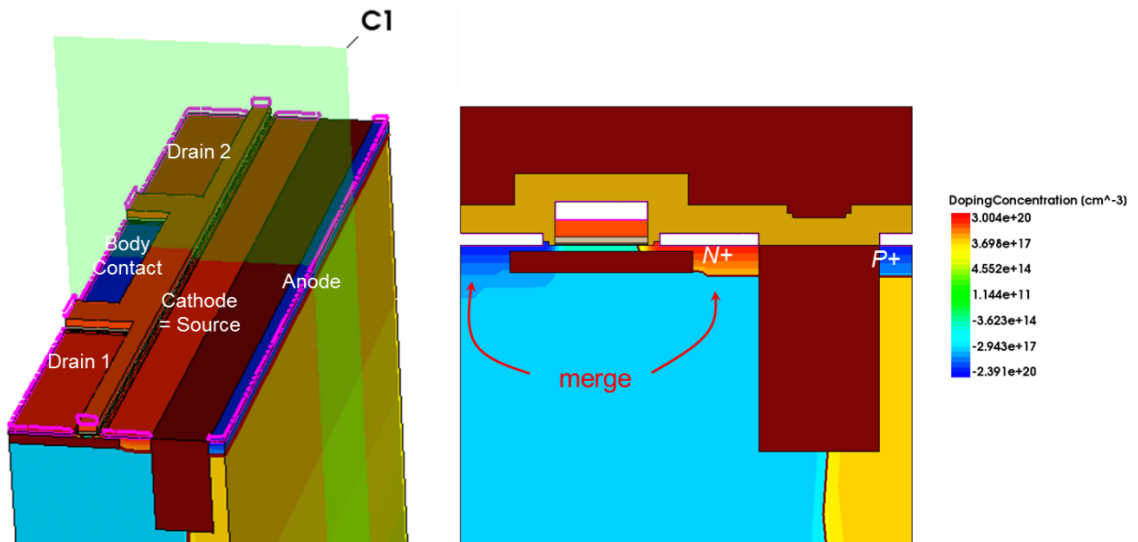 C1
Drain 2
Body
Contact
Anode
Cathode
= Source
Drain 1
N+
P+
merge
DopingConcentration (cm^-3)
3.004e+20
3.698e+17
4.552e+14
1.144e+11
-3.623e+14
-2.943e+17
-2.391e+20